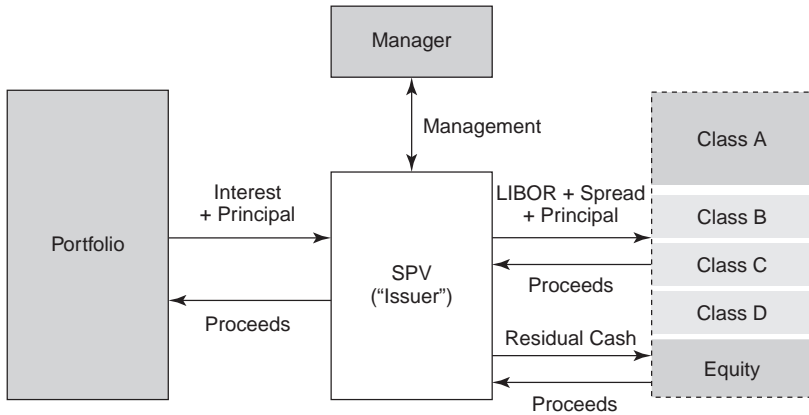 Manager
Management
Portfolio
Interest
+ Principal
Proceeds
SPV
("Issuer")
LIBOR + Spread
+ Principal
Proceeds
Residual Cash
Proceeds
Class A
Class B
Class C
Class D
Equity